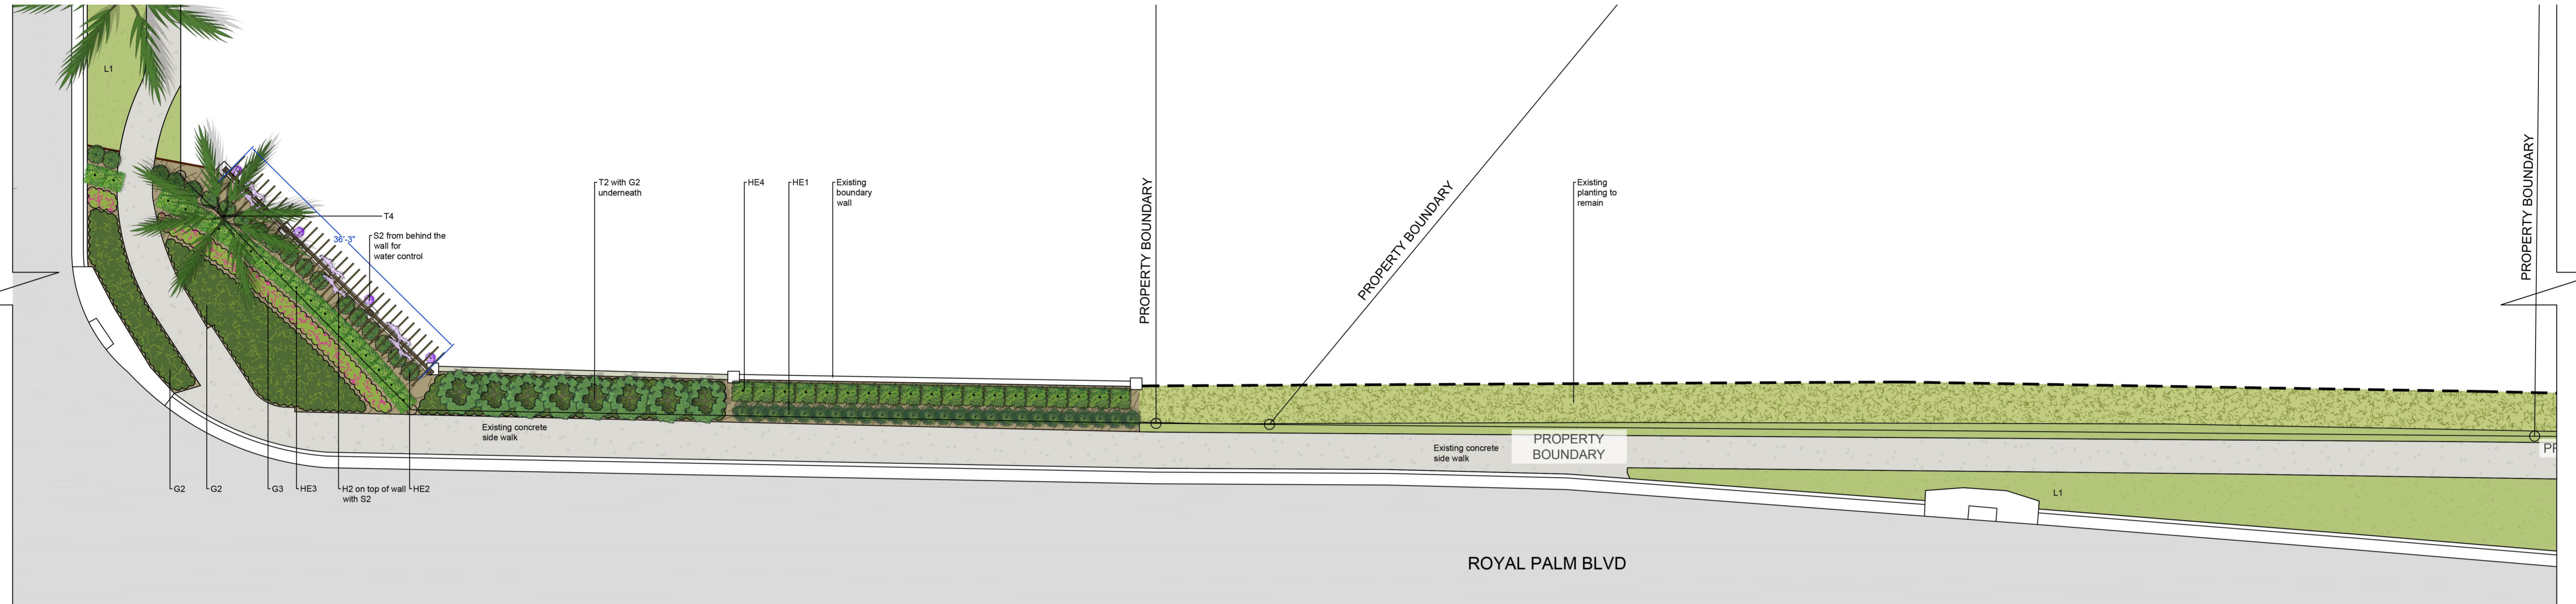 L1
T4
36'-3"
S2 from behind the
wall for
water control
T2 with G2
underneath
HE4
HE1
Existing
boundary
wall
PROPERTY BOUNDARY
PROPERTY BOUNDARY
Existing
planting to
remain
PROPERTY BOUNDARY
Existing concrete
side walk
Existing concrete
side walk
PROPERTY
BOUNDARY
PR
G2
G2
G3
HE3
H2 on top of wall
with S2
HE2
L1
ROYAL PALM BLVD